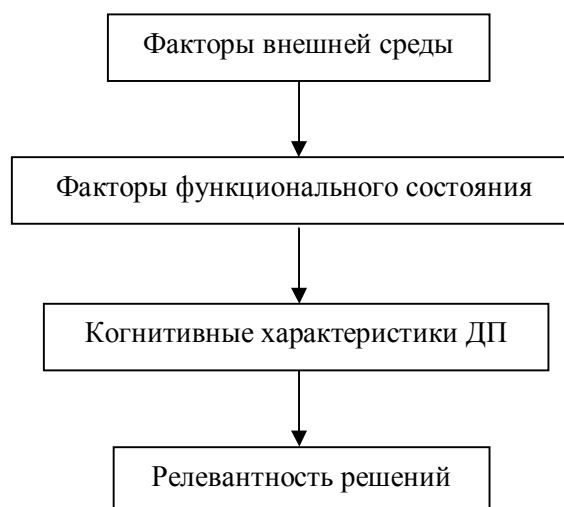 Факторы внешней среды
Факторы функционального состояния
Когнитивные характеристики ДП
Релевантность решений